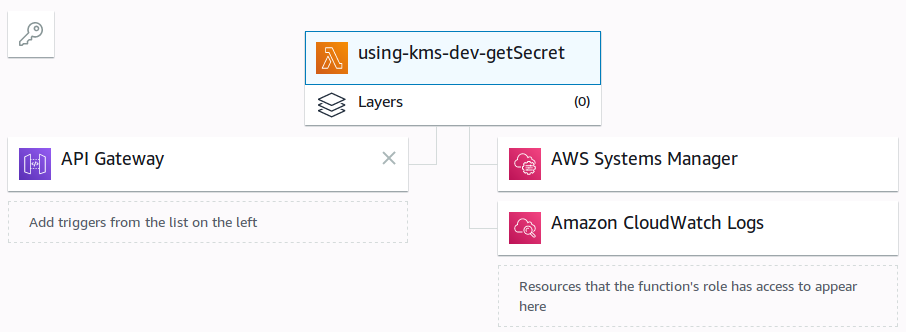 using-kms-dev-getSecret
Layers (0)
API Gateway
Add triggers from the list on the left
AWS Systems Manager
Amazon CloudWatch Logs
Resources that the function's role has access to appear
here